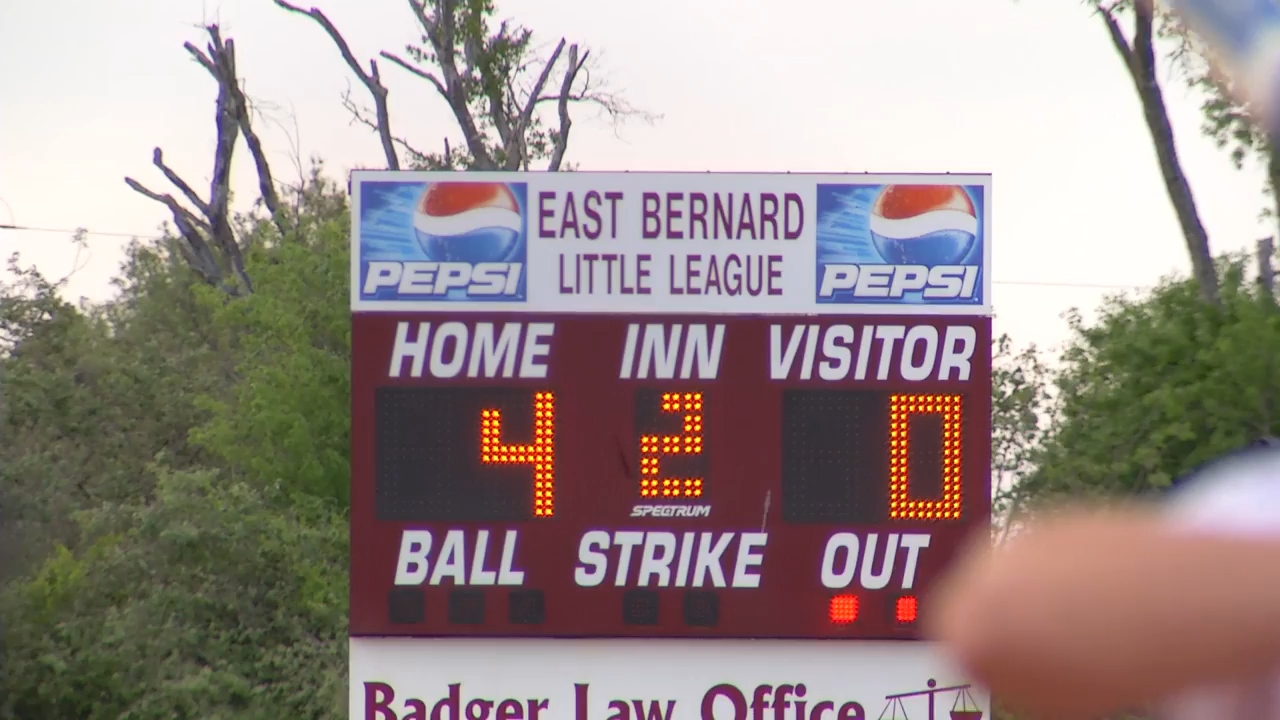 PEPSI EAST BERNARD PEPSI
LITTLE LEAGUE
HOME INN VISITOR
4 2 0
SPECTRUM
BALL STRIKE OUT
Badger Law Office